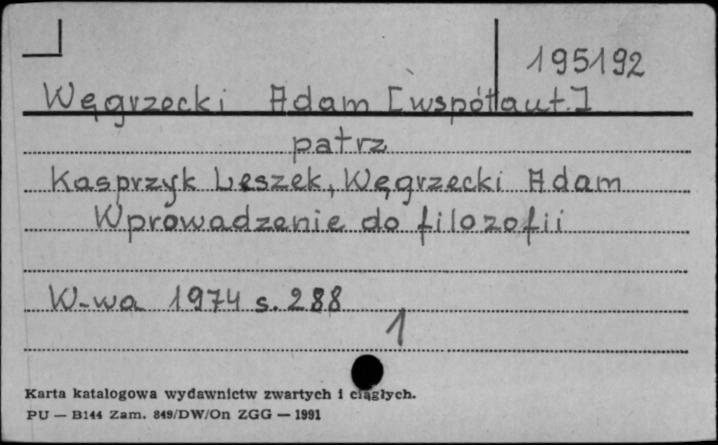 195192
Węgrzecki Adam [współaut.]
patrz
Kasprzyk Leszek, Węgrzecki Adam
Wprowadzenie do filozofii
W-wa 1974 s. 288
1
Karta katalogowa wydawnictw zwartych i ciągłych.
PU — B144 Zam. 849/DW/On ZGG — 1991